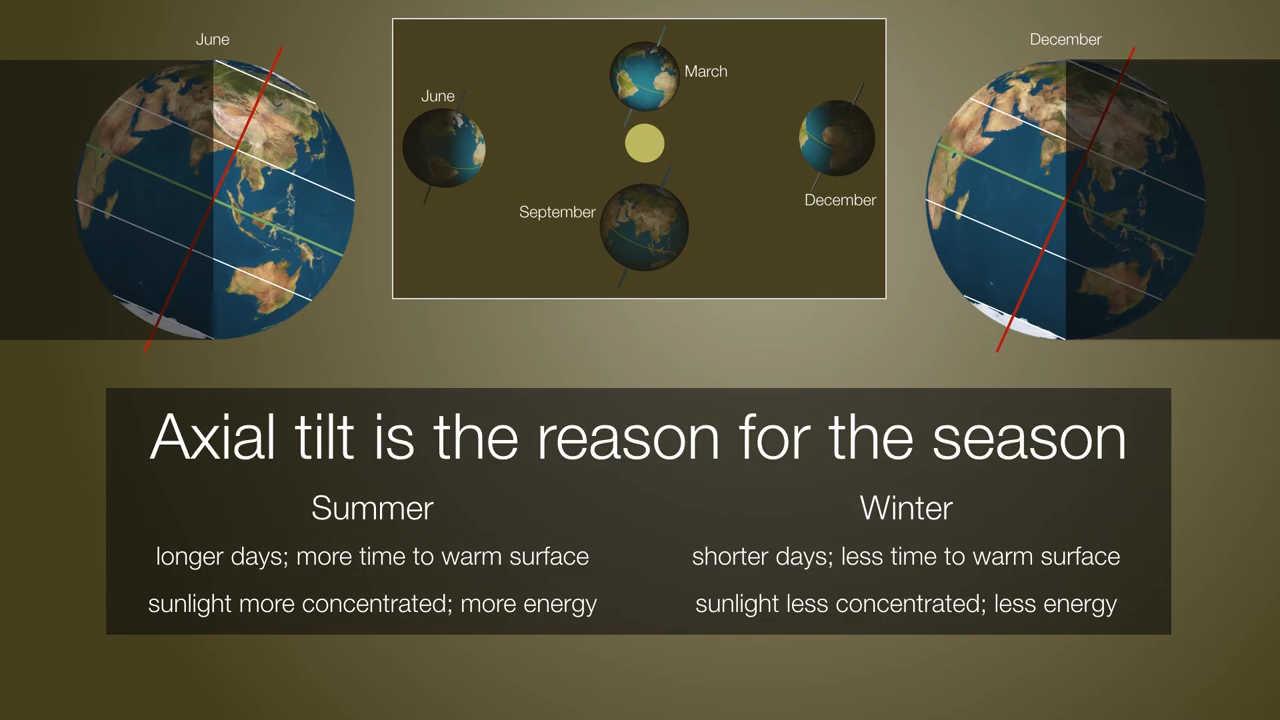 June
March
June
December
September
December
Axial tilt is the reason for the season
Summer
longer days; more time to warm surface
sunlight more concentrated; more energy
Winter
shorter days; less time to warm surface
sunlight less concentrated; less energy